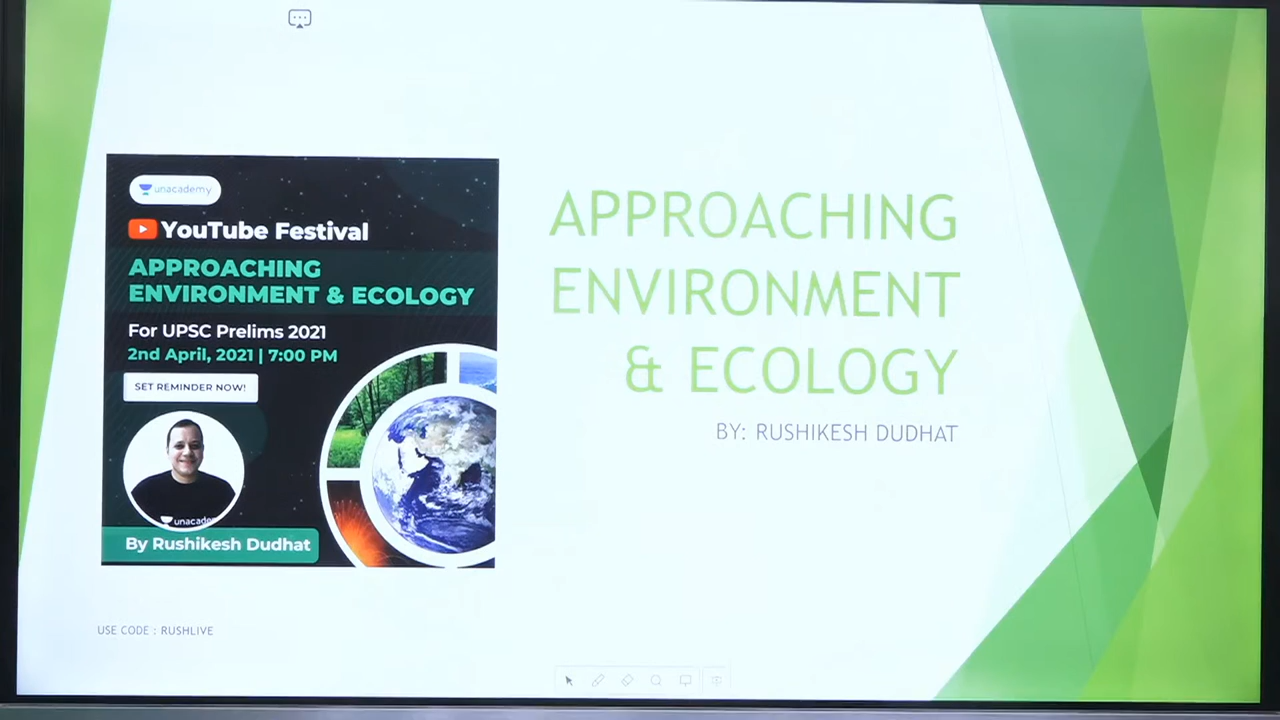 unacademy
YouTube Festival
APPROACHING
ENVIRONMENT & ECOLOGY
For UPSC Prelims 2021
2nd April, 2021 | 7:00 PM
SET REMINDER NOW!
unacade
By Rushikesh Dudhat
APPROACHING
ENVIRONMENT
& ECOLOGY
BY: RUSHIKESH DUDHAT
USE CODE : RUSHLIVE